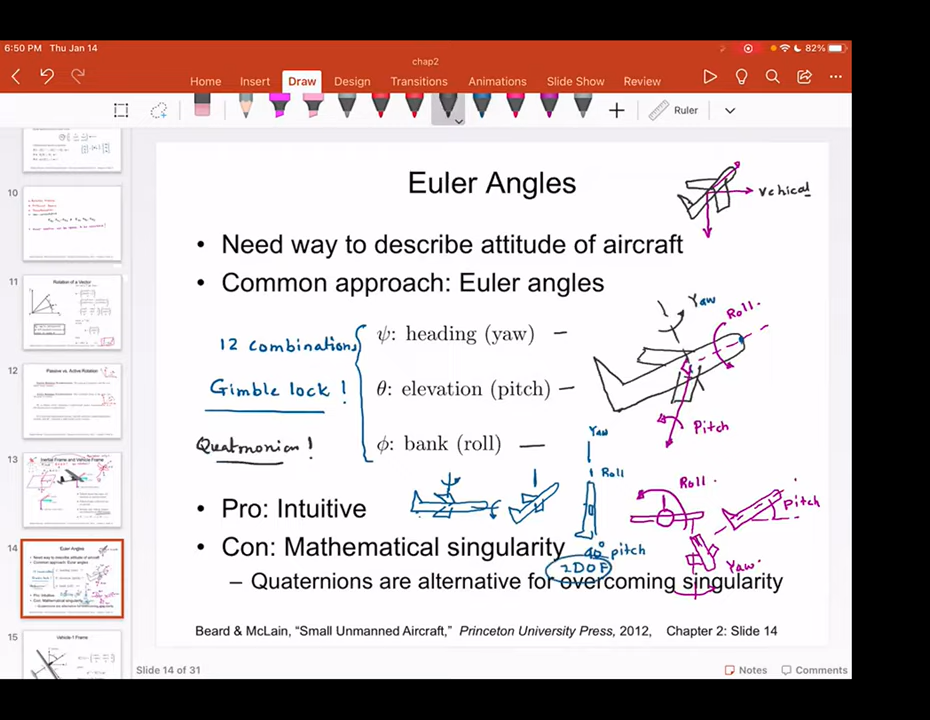 6:50 PM Thu Jan 14
82%
chap2
Home Insert Draw Design Transitions Animations Slide Show Review
Ruler
10
11
Rotation of a Vector
12
Passive vs. Active Rotation
13
Inertial Frame and Vehicle Frame
14
Euler Angles
15
Vehicle-1 Frame
Euler Angles
Vehical
• Need way to describe attitude of aircraft
• Common approach: Euler angles
Yaw
Roll.
12 combinations
ψ: heading (yaw) –
Gimble lock !
θ: elevation (pitch) –
Pitch
Quatmonian !
ϕ: bank (roll) —
Yaw
Roll
Roll.
Pitch
• Pro: Intuitive
• Con: Mathematical singularity
90° pitch
2DOF
Yaw.
– Quaternions are alternative for overcoming singularity
Beard & McLain, “Small Unmanned Aircraft,” Princeton University Press, 2012, Chapter 2: Slide 14
Slide 14 of 31
Notes
Comments